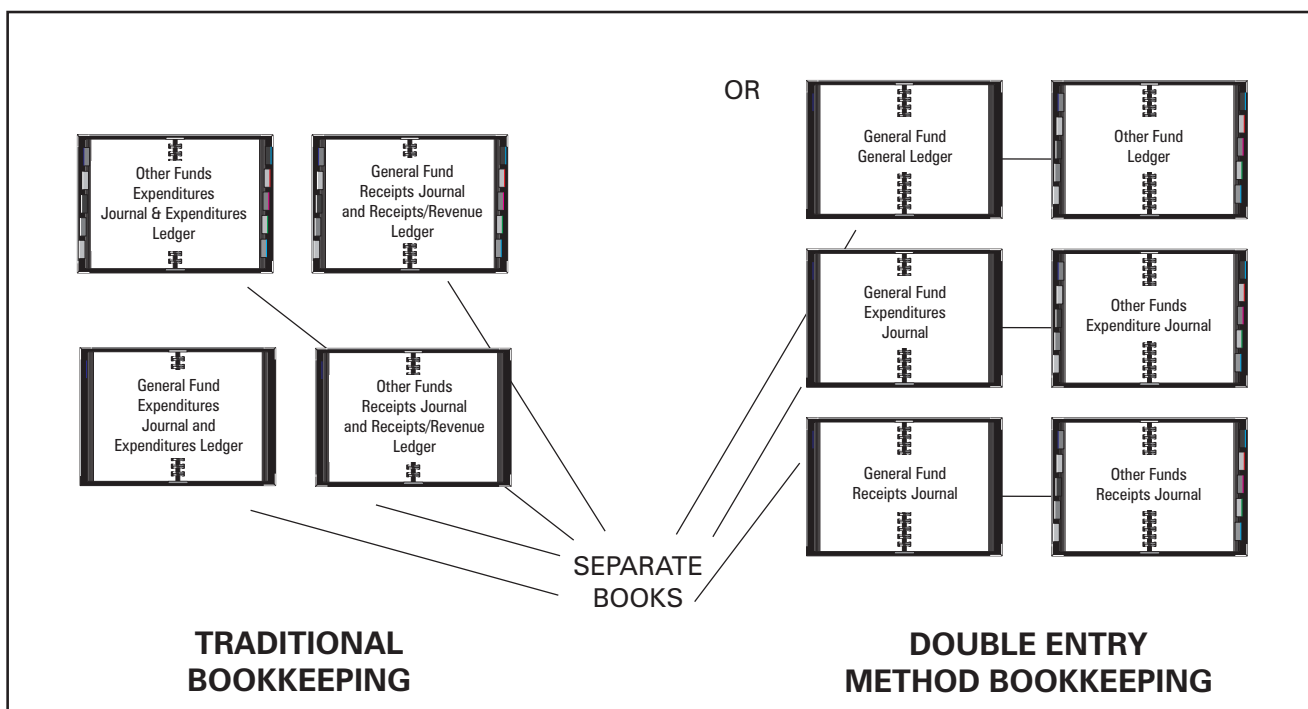 OR
Other Funds
Expenditures
Journal & Expenditures
Ledger
General Fund
Receipts Journal
and Receipts/Revenue
Ledger
General Fund
Expenditures
Journal and
Expenditures Ledger
Other Funds
Receipts Journal
and Receipts/Revenue
Ledger
General Fund
General Ledger
Other Fund
Ledger
General Fund
Expenditures
Journal
Other Funds
Expenditure Journal
General Fund
Receipts Journal
Other Funds
Receipts Journal
SEPARATE
BOOKS
TRADITIONAL
BOOKKEEPING
DOUBLE ENTRY
METHOD BOOKKEEPING